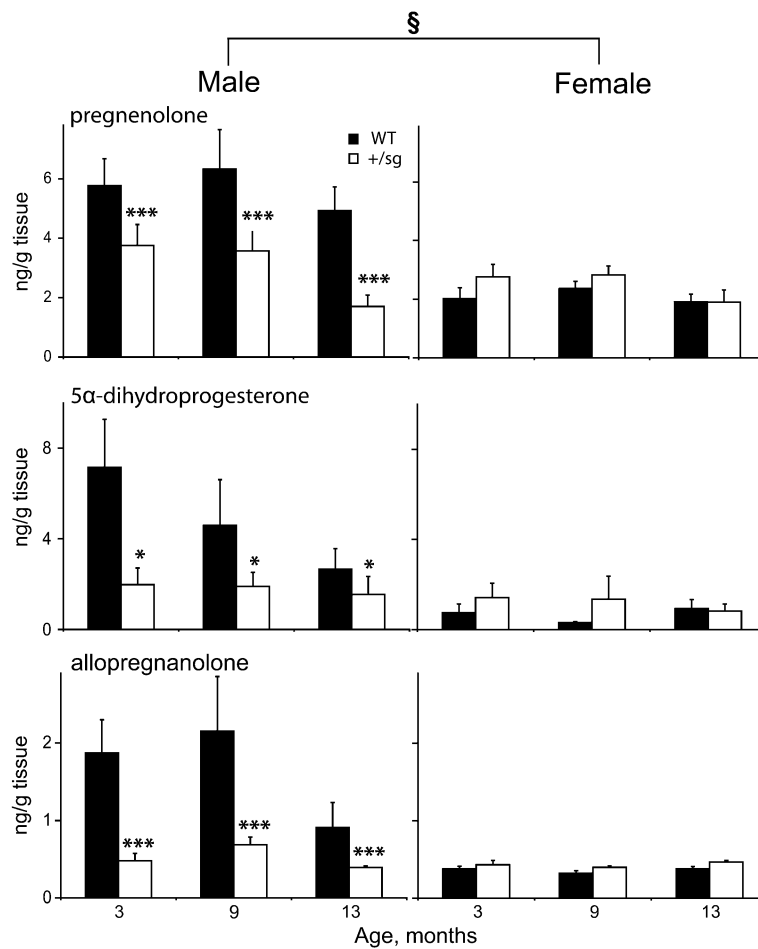 §
Male Female
pregnenolone
WT
+/sg
6
4
2
0
ng/g tissue
***
***
***
5α-dihydroprogesterone
8
4
0
ng/g tissue
*
*
*
allopregnanolone
2
1
0
ng/g tissue
***
***
***
3 9 13 3 9 13
Age, months